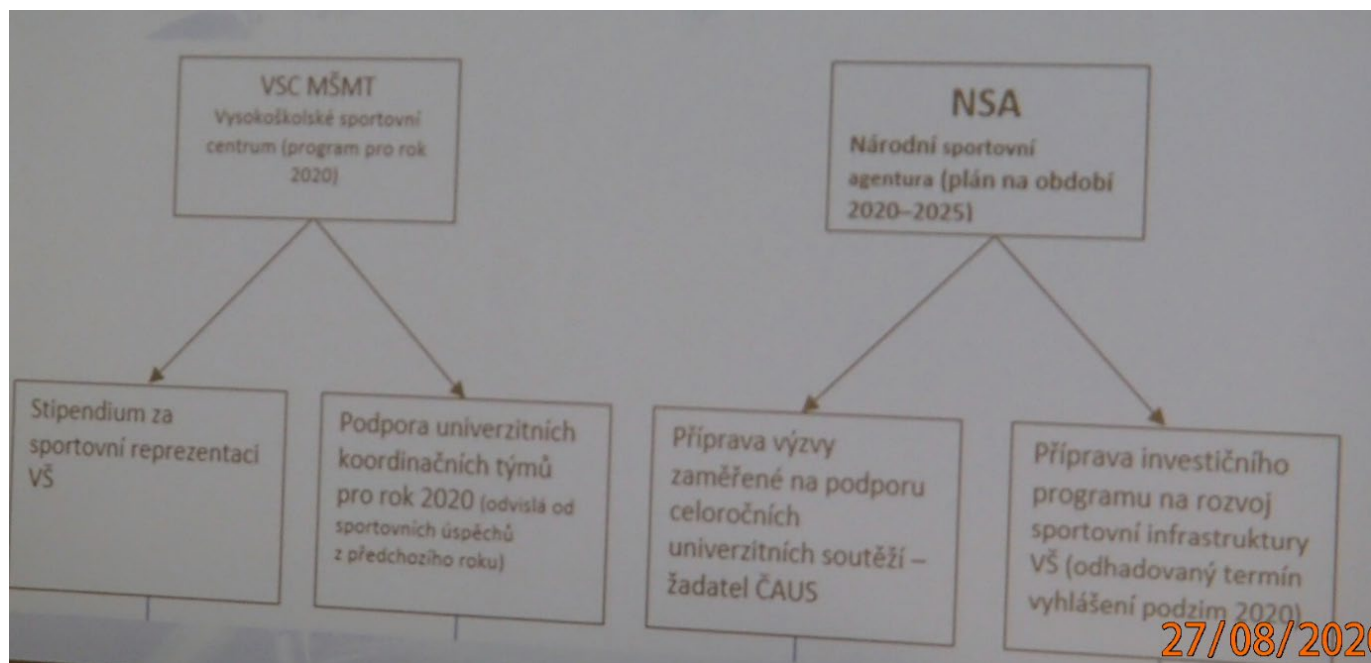 VSC MŠMT
Vysokoškolské sportovní
centrum (program pro rok
2020)
NSA
Národní sportovní
agentura (plán na období
2020–2025)
Stipendium za
sportovní reprezentaci
VŠ
Podpora univerzitních
koordinačních týmů
pro rok 2020 (odvislá od
sportovních úspěchů
z předchozího roku)
Příprava výzvy
zaměřené na podporu
celoročních
univerzitních soutěží –
žadatel ČAUS
Příprava investičního
programu na rozvoj
sportovní infrastruktury
VŠ (odhadovaný termín
vyhlášení podzim 2020)
27/08/2020